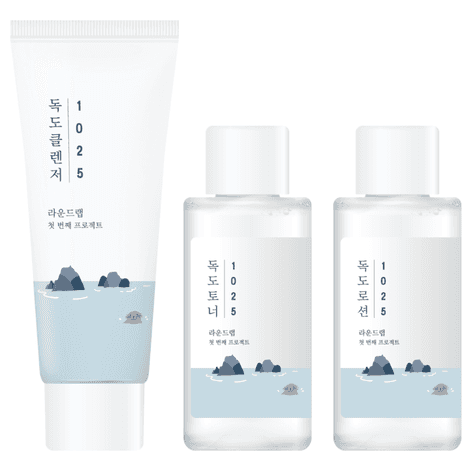 독도클렌저
1025
라운드랩
첫 번째 프로젝트
독도토너
1025
라운드랩
첫 번째 프로젝트
독도로션
1025
라운드랩
첫 번째 프로젝트